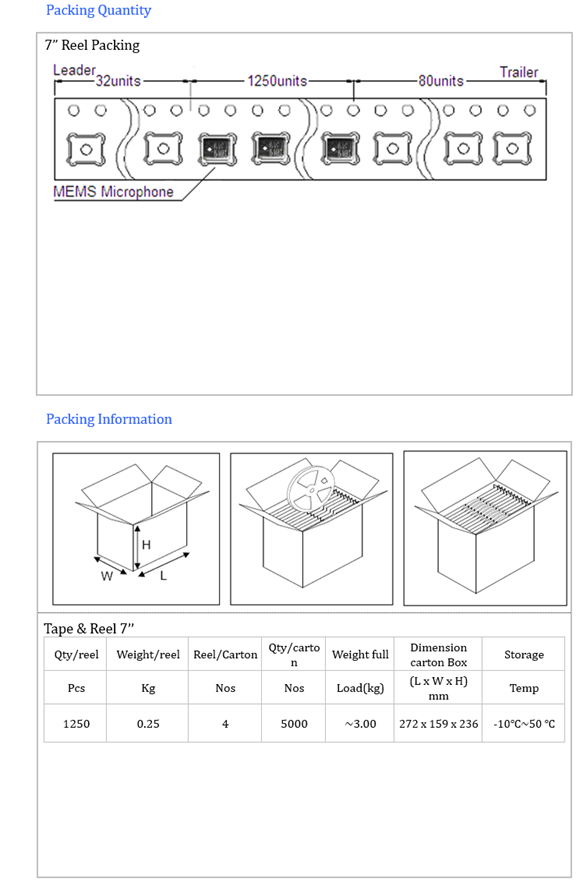 Packing Quantity
7” Reel Packing
Leader
32units
1250units
80units
Trailer
MEMS Microphone
Packing Information
H
W
L
Tape & Reel 7’’
Qty/reel Weight/reel Reel/Carton Qty/carto
n Weight full Dimension
carton Box Storage
Pcs Kg Nos Nos Load(kg) (L x W x H)
mm Temp
1250 0.25 4 5000 ~3.00 272 x 159 x 236 -10°C~50 °C